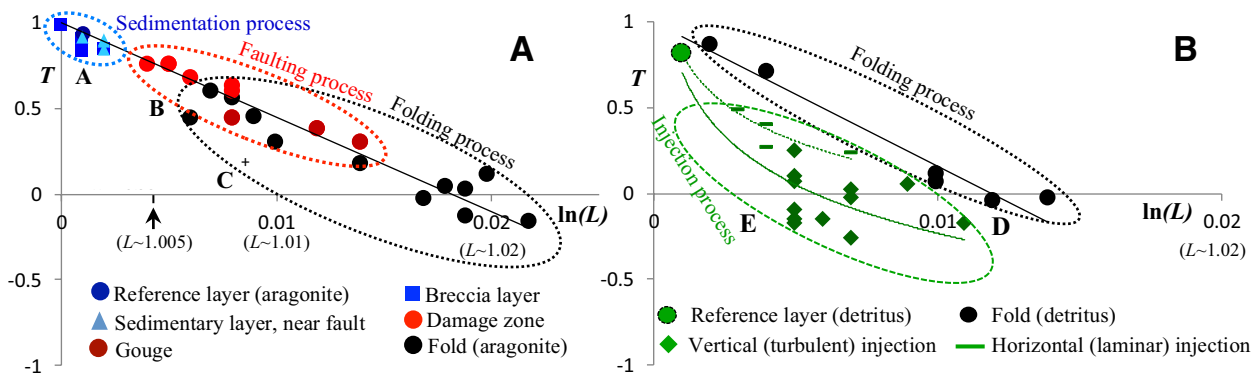 1
Sedimentation process
A
T
A
Faulting process
B
0.5
Folding process
C
0
0
0.01
0.02
ln(L)
(L~1.005)
(L~1.01)
(L~1.02)
-0.5
-1
Reference layer (aragonite)
Breccia layer
Sedimentary layer, near fault
Damage zone
Gouge
Fold (aragonite)
1
B
T
Folding process
0.5
Injection process
0
0
0.01
0.02
ln(L)
E
D
(L~1.02)
-0.5
-1
Reference layer (detritus)
Fold (detritus)
Vertical (turbulent) injection
Horizontal (laminar) injection